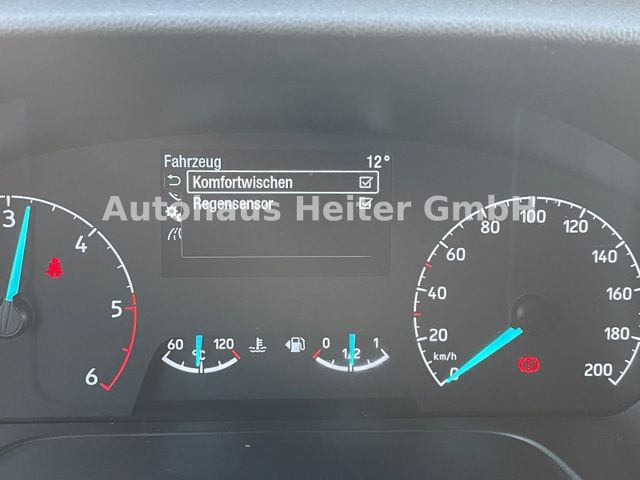 Fahrzeug 12°
Komfortwischen
Regensensor
Autohaus Heiter GmbH
3
4
5
6
60 °C 120
0 1/2 1
0
20
40
60
80
100
120
140
160
180
200
km/h